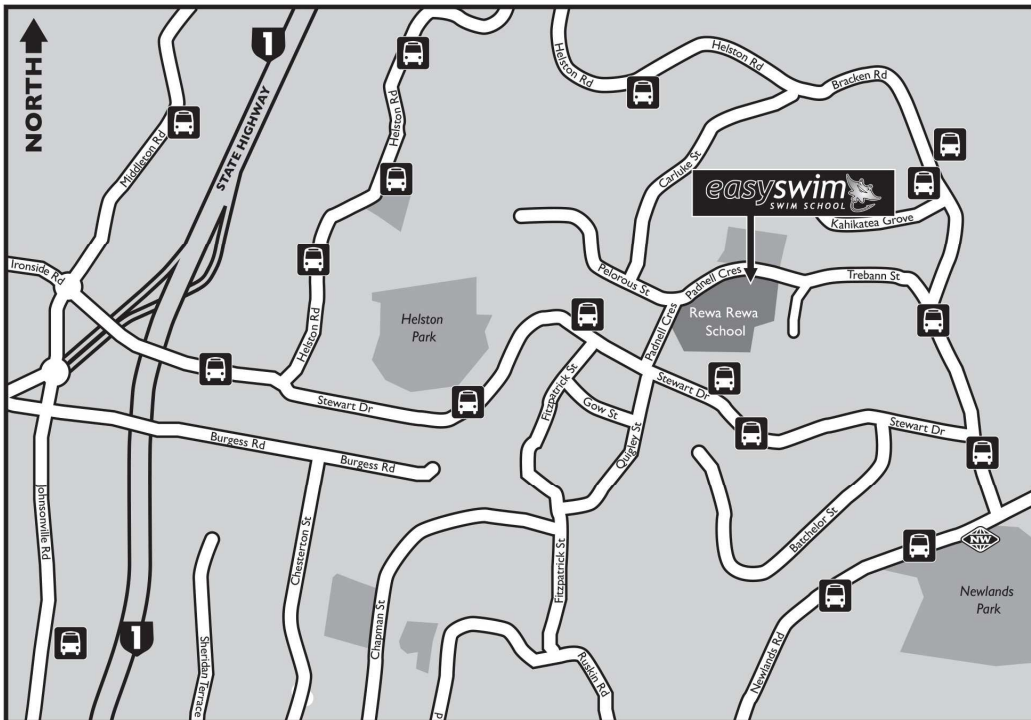 NORTH
1
STATE HIGHWAY
Middleton Rd
Helston Rd
Helston Rd
Helston Rd
Helston Rd
Bracken Rd
Carluke St
easyswim
SWIM SCHOOL
Kahikatea Grove
Ironside Rd
Helston Rd
Helston
Park
Pelorous St
Padnell Cres
Trebann St
Rewa Rewa
School
Padnell Cres
Stewart Dr
Fitzpatrick St
Gow St
Stewart Dr
Stewart Dr
Burgess Rd
Burgess Rd
Quigley St
Johnsonville Rd
Chesterton St
Batchelor St
NW
Newlands
Park
Fitzpatrick St
Chapman St
1
Sheridan Terrace
Ruskin Rd
Newlands Rd